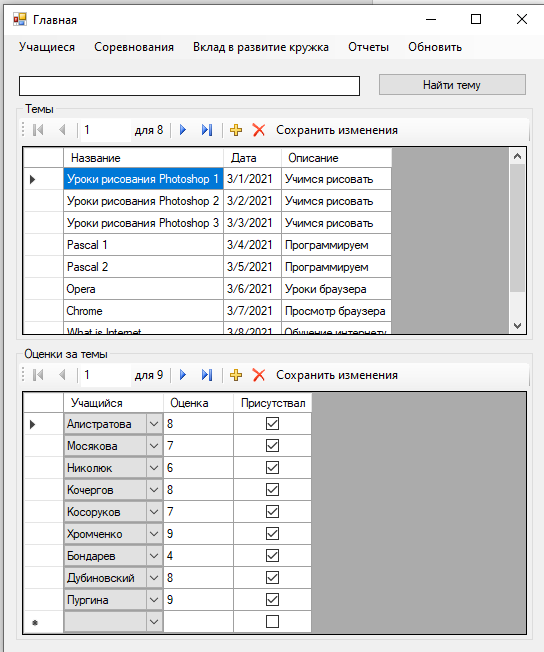 Главная
Учащиеся Соревнования Вклад в развитие кружка Отчеты Обновить
Найти тему
Темы
1 для 8 Сохранить изменения
Название Дата Описание
Уроки рисования Photoshop 1 3/1/2021 Учимся рисовать
Уроки рисования Photoshop 2 3/2/2021 Учимся рисовать
Уроки рисования Photoshop 3 3/3/2021 Учимся рисовать
Pascal 1 3/4/2021 Программируем
Pascal 2 3/5/2021 Программируем
Opera 3/6/2021 Уроки браузера
Chrome 3/7/2021 Просмотр браузера
What is Internet 3/8/2021 Обучение интернету
Оценки за темы
1 для 9 Сохранить изменения
Учащийся Оценка Присутствал
Алистратова 8
Мосякова 7
Николюк 6
Кочергов 8
Косоруков 7
Хромченко 9
Бондарев 4
Дубиновский 8
Пургина 9